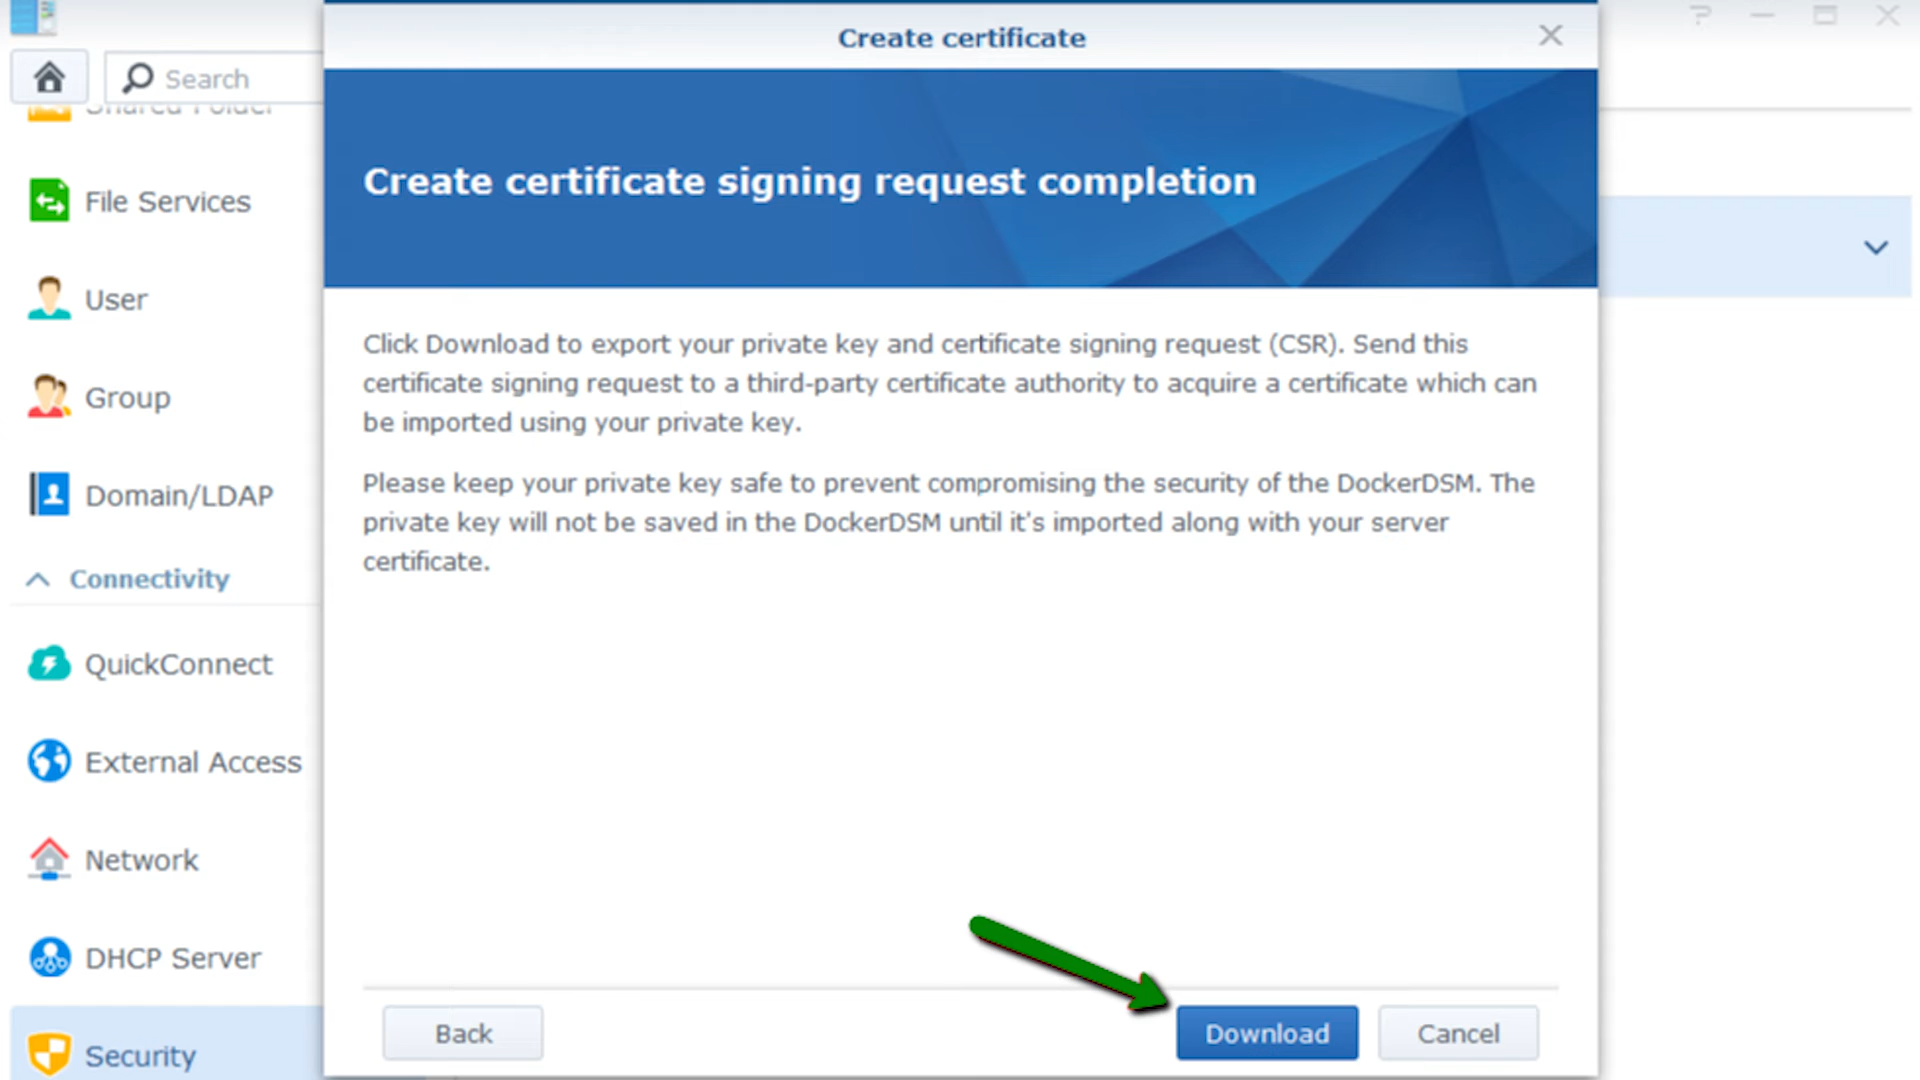 Create certificate
Search
Shared Folder
Create certificate signing request completion
File Services
User
Group
Domain/LDAP
Connectivity
QuickConnect
External Access
Network
DHCP Server
Security
Click Download to export your private key and certificate signing request (CSR). Send this
certificate signing request to a third-party certificate authority to acquire a certificate which can
be imported using your private key.
Please keep your private key safe to prevent compromising the security of the DockerDSM. The
private key will not be saved in the DockerDSM until it's imported along with your server
certificate.
Back
Download
Cancel